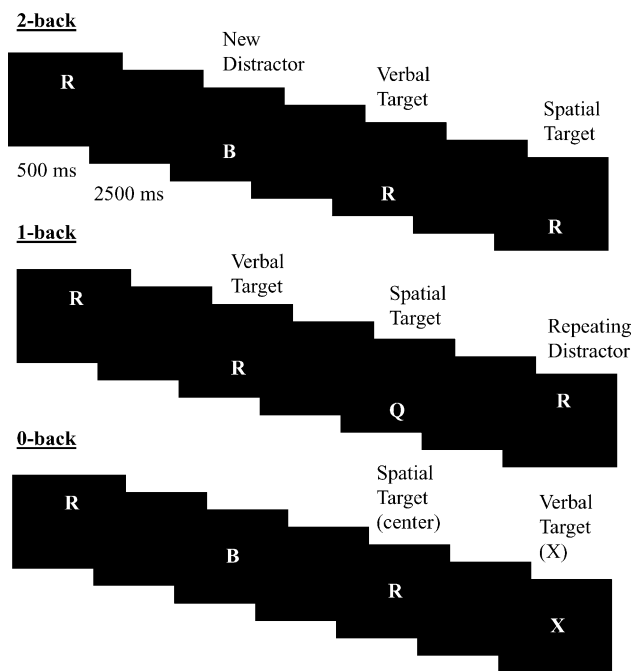 2-back
New
Distractor
Verbal
Target
Spatial
Target
R
B
R
R
500 ms
2500 ms
1-back
Verbal
Target
Spatial
Target
Repeating
Distractor
R
R
Q
R
0-back
Spatial
Target
(center)
Verbal
Target
(X)
R
B
R
X